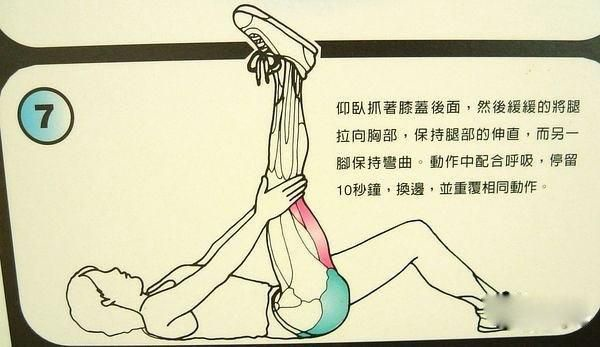 7
仰臥抓著膝蓋後面，然後緩緩的將腿
拉向胸部，保持腿部的伸直，而另一
腳保持彎曲。動作中配合呼吸，停留
10秒鐘，換邊，並重覆相同動作。